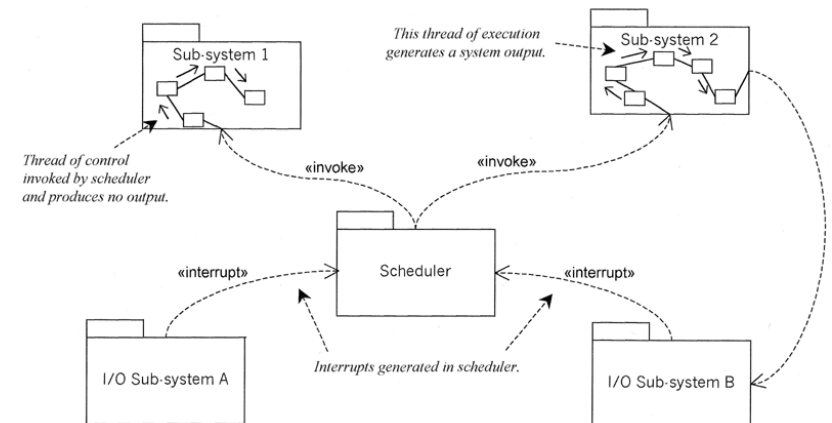 This thread of execution
generates a system output.
Sub-system 1
Sub-system 2
Thread of control
invoked by scheduler
and produces no output.
«invoke»
«invoke»
Scheduler
«interrupt»
«interrupt»
Interrupts generated in scheduler.
I/O Sub-system A
I/O Sub-system B